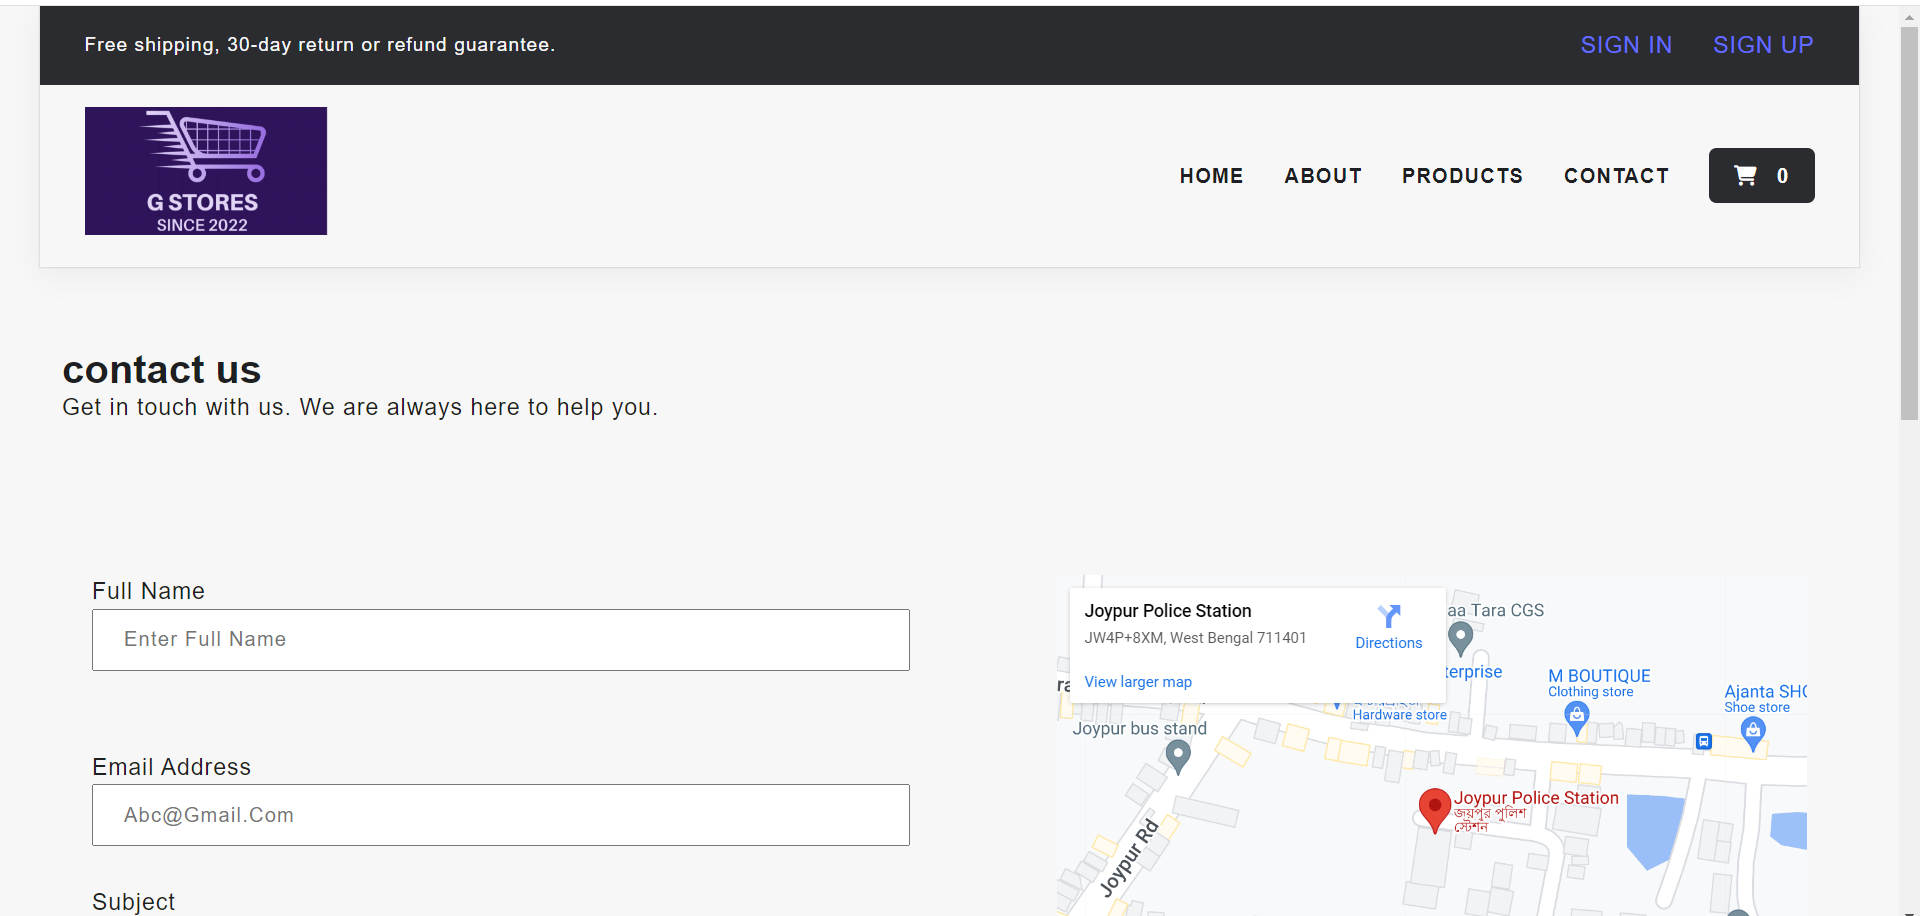 Free shipping, 30-day return or refund guarantee.
SIGN IN
SIGN UP
G STORES
SINCE 2022
HOME
ABOUT
PRODUCTS
CONTACT
0
contact us
Get in touch with us. We are always here to help you.
Full Name
Enter Full Name
Email Address
Abc@Gmail.Com
Subject
Joypur Police Station
JW4P+8XM, West Bengal 711401
Directions
View larger map
aa Tara CGS
terprise
M BOUTIQUE
Clothing store
Ajanta SHO
Shoe store
Hardware store
Joypur bus stand
Joypur Police Station
জয়পুর পুলিশ
স্টেশন
Joypur Rd